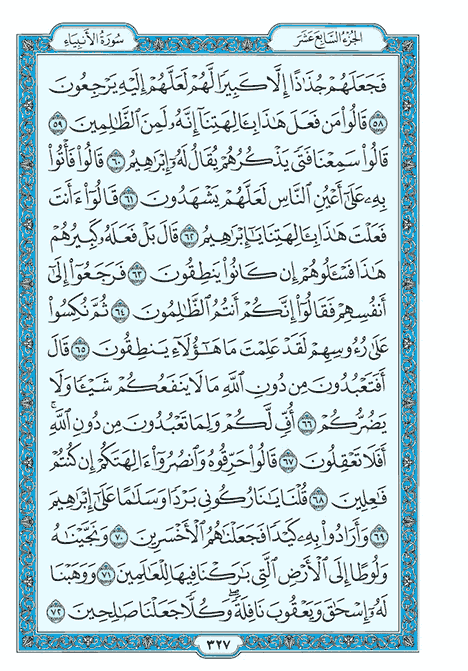 الجزء السابع عشر
سورة الأنبياء
فَجَعَلَهُمْ جُذَٰذًا إِلَّا كَبِيرًا لَّهُمْ لَعَلَّهُمْ إِلَيْهِ يَرْجِعُونَ
٥٨ قَالُوا۟ مَن فَعَلَ هَٰذَا بِـَٔالِهَتِنَآ إِنَّهُۥ لَمِنَ ٱلظَّٰلِمِينَ ٥٩
قَالُوا۟ سَمِعْنَا فَتًى يَذْكُرُهُمْ يُقَالُ لَهُۥٓ إِبْرَٰهِيمُ ٦٠ قَالُوا۟ فَأْتُوا۟
بِهِۦ عَلَىٰٓ أَعْيُنِ ٱلنَّاسِ لَعَلَّهُمْ يَشْهَدُونَ ٦١ قَالُوٓا۟ ءَأَنتَ
فَعَلْتَ هَٰذَا بِـَٔالِهَتِنَا يَٰٓإِبْرَٰهِيمُ ٦٢ قَالَ بَلْ فَعَلَهُۥ كَبِيرُهُمْ
هَٰذَا فَسْـَٔلُوهُمْ إِن كَانُوا۟ يَنطِقُونَ ٦٣ فَرَجَعُوٓا۟ إِلَىٰٓ
أَنفُسِهِمْ فَقَالُوٓا۟ إِنَّكُمْ أَنتُمُ ٱلظَّٰلِمُونَ ٦٤ ثُمَّ نُكِسُوا۟
عَلَىٰ رُءُوسِهِمْ لَقَدْ عَلِمْتَ مَا هَٰٓؤُلَآءِ يَنطِقُونَ ٦٥ قَالَ
أَفَتَعْبُدُونَ مِن دُونِ ٱللَّهِ مَا لَا يَنفَعُكُمْ شَيْـًٔا وَلَا
يَضُرُّكُمْ ٦٦ أُفٍّ لَّكُمْ وَلِمَا تَعْبُدُونَ مِن دُونِ ٱللَّهِ ۖ
أَفَلَا تَعْقِلُونَ ٦٧ قَالُوا۟ حَرِّقُوهُ وَٱنصُرُوٓا۟ ءَالِهَتَكُمْ إِن كُنتُمْ
فَٰعِلِينَ ٦٨ قُلْنَا يَٰنَارُ كُونِى بَرْدًا وَسَلَٰمًا عَلَىٰٓ إِبْرَٰهِيمَ
٦٩ وَأَرَادُوا۟ بِهِۦ كَيْدًا فَجَعَلْنَٰهُمُ ٱلْأَخْسَرِينَ ٧٠ وَنَجَّيْنَٰهُ
وَلُوطًا إِلَى ٱلْأَرْضِ ٱلَّتِى بَٰرَكْنَا فِيهَا لِلْعَٰلَمِينَ ٧١ وَوَهَبْنَا
لَهُۥٓ إِسْحَٰقَ وَيَعْقُوبَ نَافِلَةً ۖ وَكُلًّا جَعَلْنَا صَٰلِحِينَ ٧٢
٣٢٧